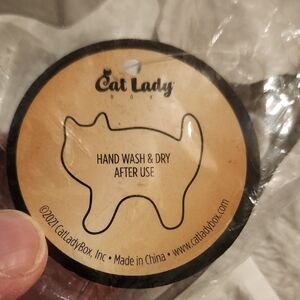 Cat Lady
BOX
HAND WASH & DRY
AFTER USE
©2021 CatLadyBox, Inc • Made in China • www.catladybox.com